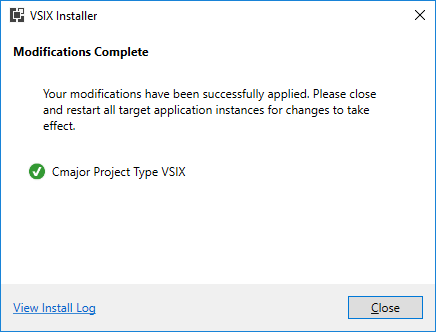 VSIX Installer
Modifications Complete
Your modifications have been successfully applied. Please close
and restart all target application instances for changes to take
effect.
Cmajor Project Type VSIX
View Install Log
Close